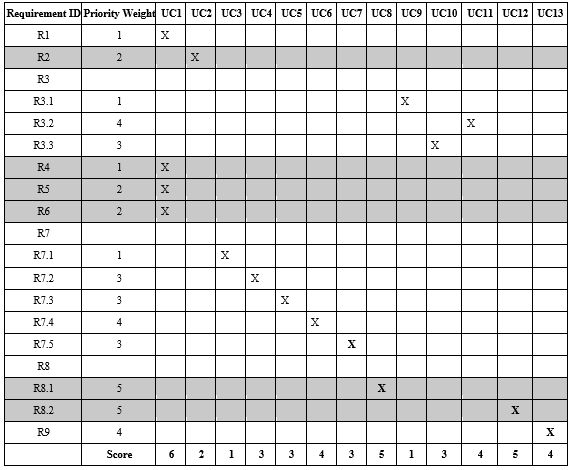 Requirement ID Priority Weight UC1 UC2 UC3 UC4 UC5 UC6 UC7 UC8 UC9 UC10 UC11 UC12 UC13
R1 1 X
R2 2 X
R3
R3.1 1 X
R3.2 4 X
R3.3 3 X
R4 1 X
R5 2 X
R6 2 X
R7
R7.1 1 X
R7.2 3 X
R7.3 3 X
R7.4 4 X
R7.5 3 X
R8
R8.1 5 X
R8.2 5 X
R9 4 X
Score 6 2 1 3 3 4 3 5 1 3 4 5 4